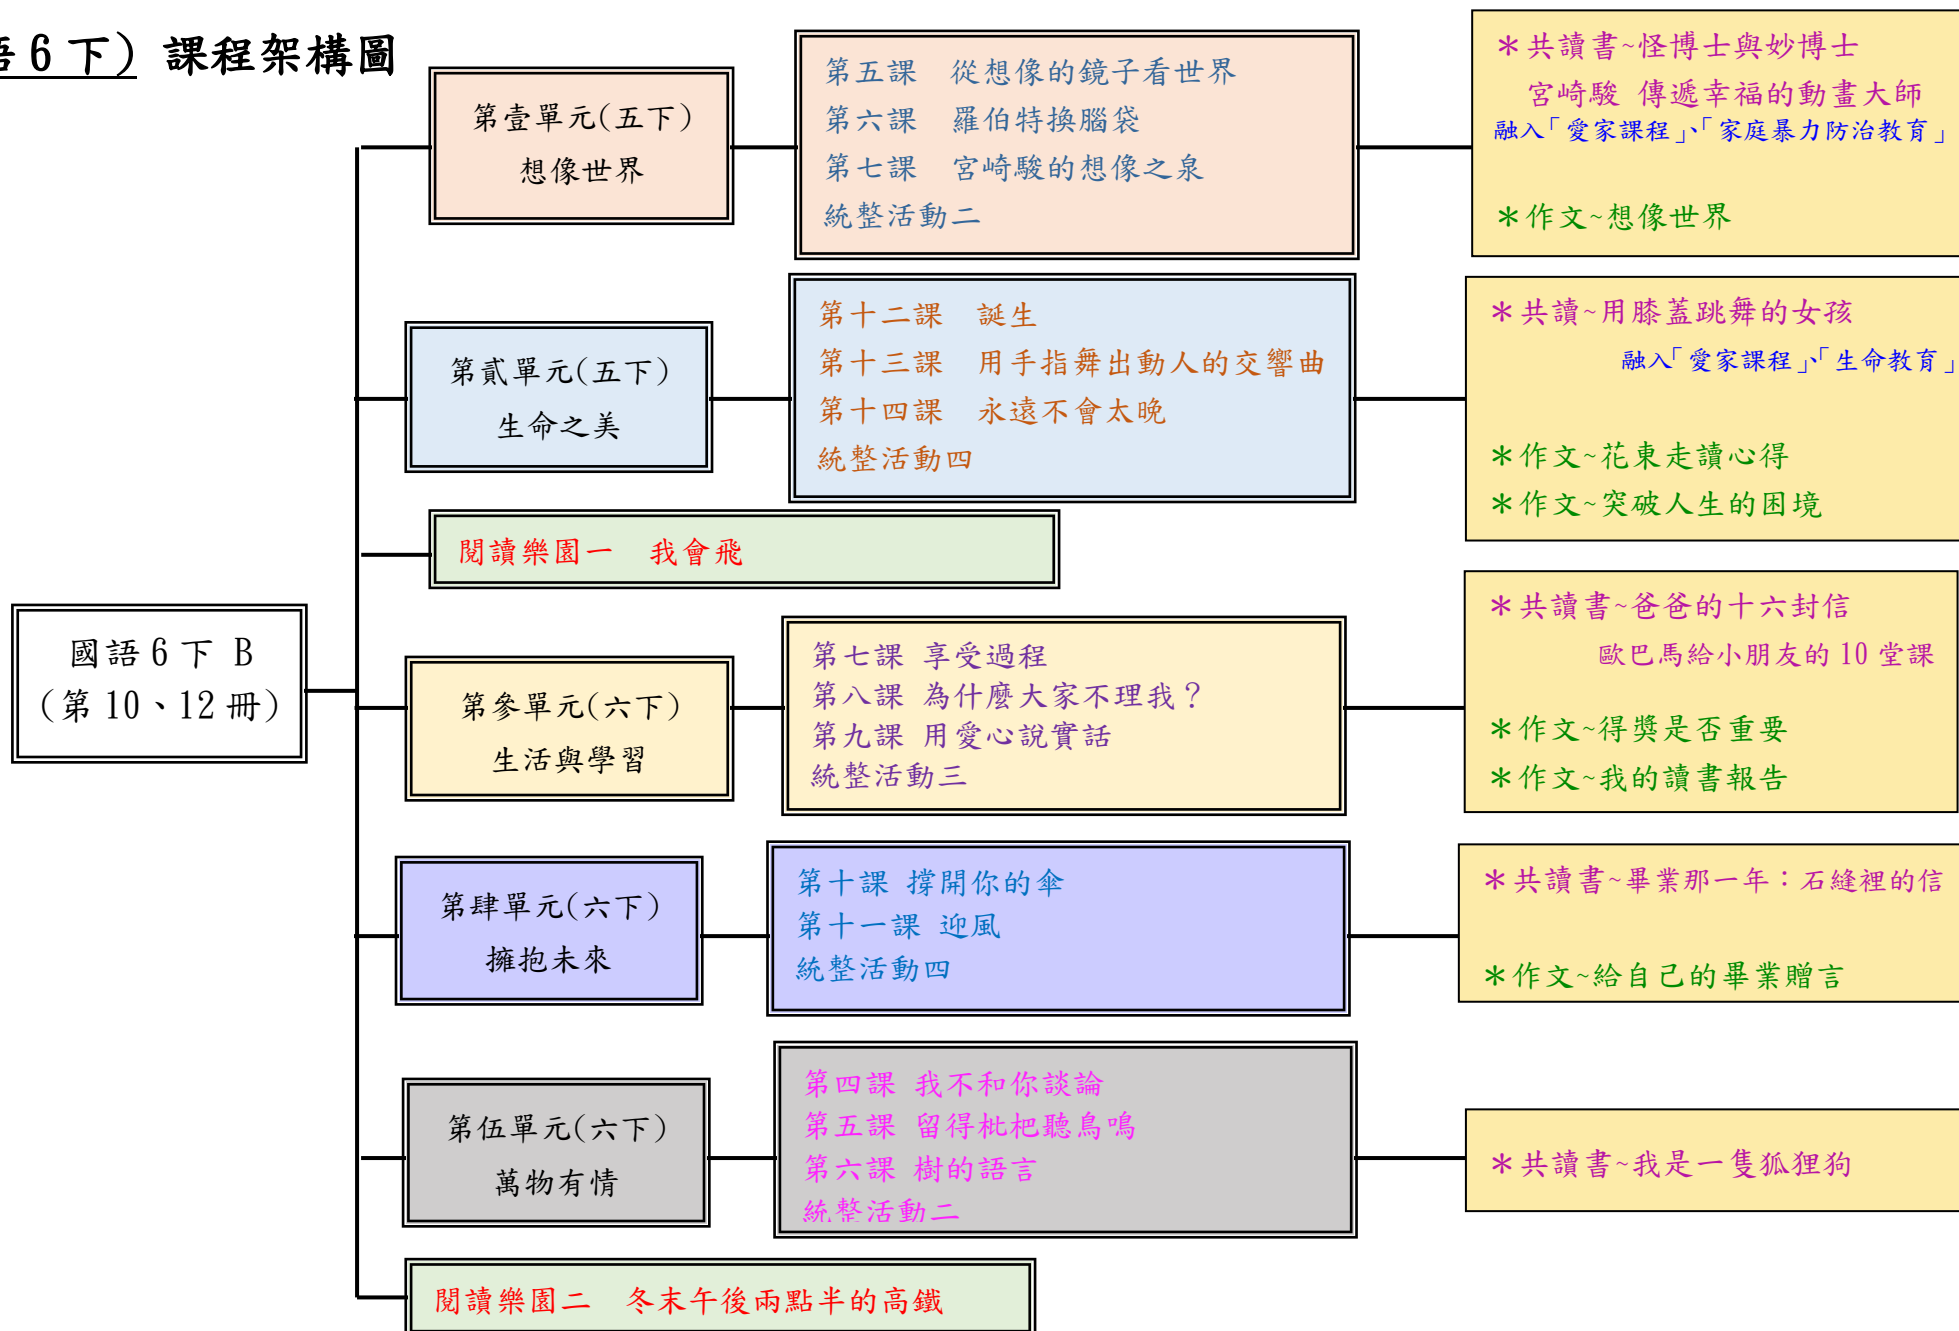 語 6 下) 課程架構圖
國語 6 下 B
(第 10、12 冊)
第壹單元(五下)
想像世界
第五課 從想像的鏡子看世界
第六課 羅伯特換腦袋
第七課 宮崎駿的想像之泉
統整活動二
＊共讀書~怪博士與妙博士
宮崎駿 傳遞幸福的動畫大師
融入「愛家課程」、「家庭暴力防治教育」
＊作文~想像世界
第貳單元(五下)
生命之美
第十二課 誕生
第十三課 用手指舞出動人的交響曲
第十四課 永遠不會太晚
統整活動四
＊共讀~用膝蓋跳舞的女孩
融入「愛家課程」、「生命教育」
＊作文~花東走讀心得
＊作文~突破人生的困境
閱讀樂園一 我會飛
第參單元(六下)
生活與學習
第七課 享受過程
第八課 為什麼大家不理我？
第九課 用愛心說實話
統整活動三
＊共讀書~爸爸的十六封信
歐巴馬給小朋友的 10 堂課
＊作文~得獎是否重要
＊作文~我的讀書報告
第肆單元(六下)
擁抱未來
第十課 撐開你的傘
第十一課 迎風
統整活動四
＊共讀書~畢業那一年：石縫裡的信
＊作文~給自己的畢業贈言
第伍單元(六下)
萬物有情
第四課 我不和你談論
第五課 留得枇杷聽鳥鳴
第六課 樹的語言
統整活動二
＊共讀書~我是一隻狐狸狗
閱讀樂園二 冬末午後兩點半的高鐵